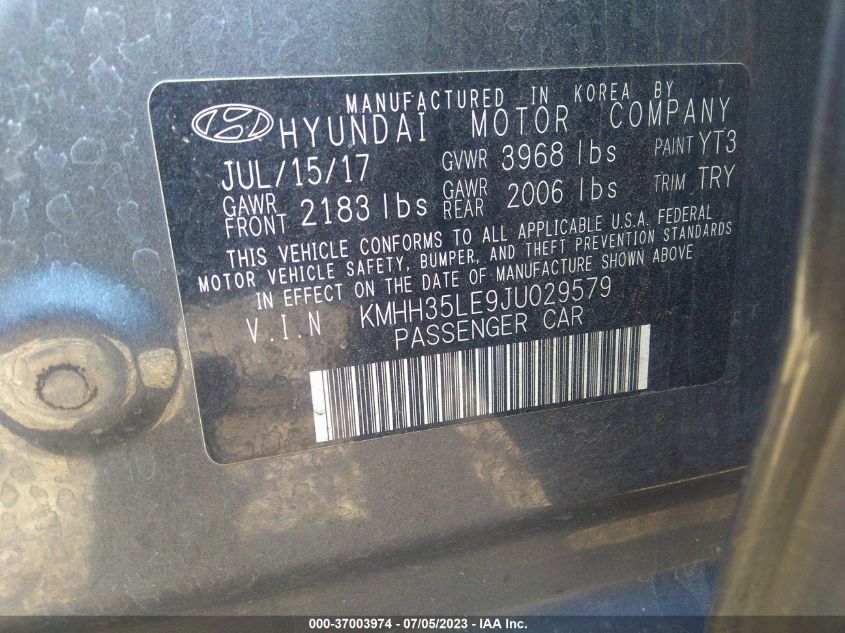 MANUFACTURED IN KOREA BY
HYUNDAI MOTOR COMPANY
JUL/15/17 GVWR 3968 lbs PAINT YT3
GAWR FRONT 2183 lbs GAWR REAR 2006 lbs TRIM TRY
THIS VEHICLE CONFORMS TO ALL APPLICABLE U.S.A. FEDERAL
MOTOR VEHICLE SAFETY, BUMPER, AND THEFT PREVENTION STANDARDS
IN EFFECT ON THE DATE OF MANUFACTURE SHOWN ABOVE
V.I.N KMHH35LE9JU029579
PASSENGER CAR
000-37003974 / 07/05/2023 - IAA Inc.